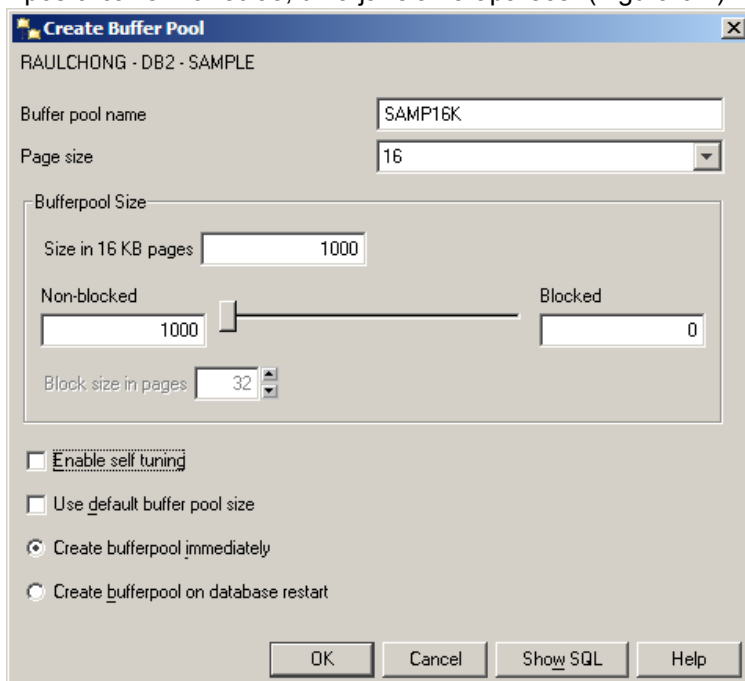 Create Buffer Pool
RAULCHONG - DB2 - SAMPLE
Buffer pool name SAMP16K
Page size 16
Bufferpool Size
Size in 16 KB pages 1000
Non-blocked Blocked
1000 0
Block size in pages 32
Enable self tuning
Use default buffer pool size
Create bufferpool immediately
Create bufferpool on database restart
OK Cancel Show SQL Help